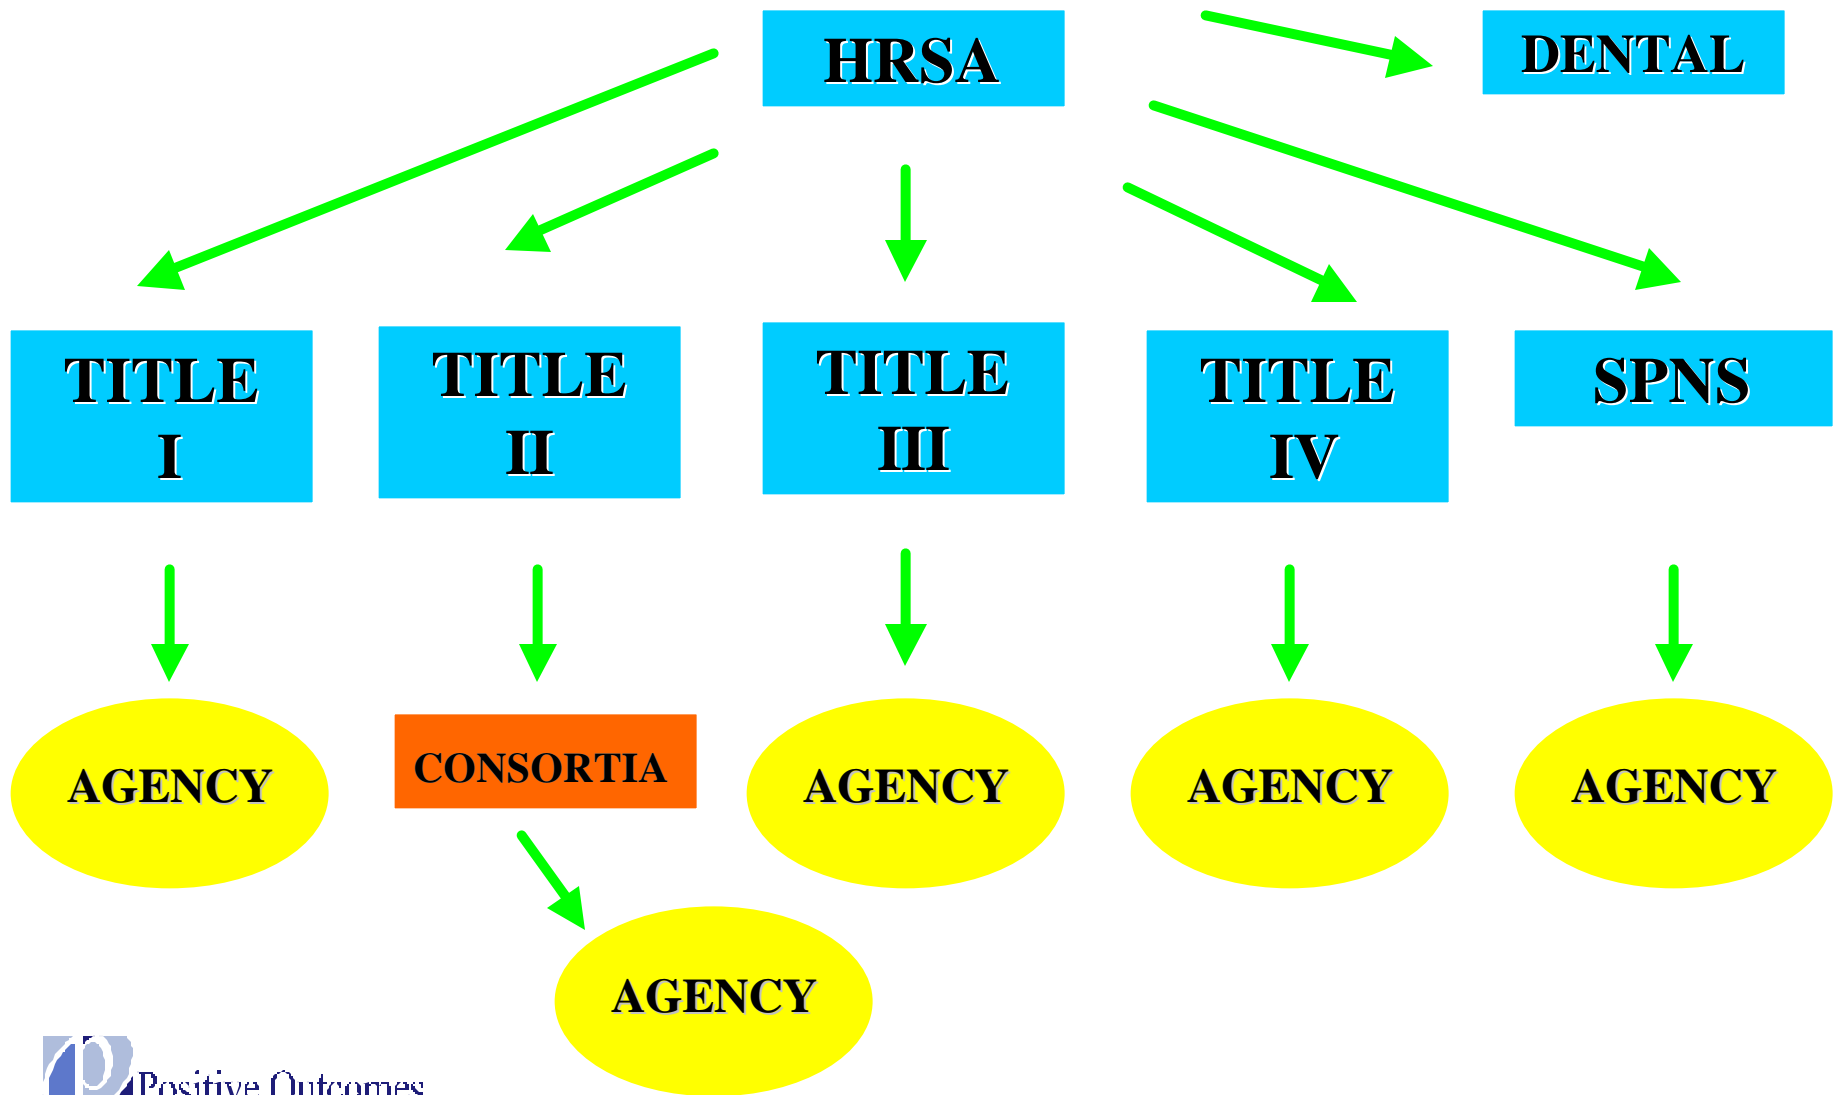 HRSA
DENTAL
TITLE
I
TITLE
II
TITLE
III
TITLE
IV
SPNS
AGENCY
CONSORTIA
AGENCY
AGENCY
AGENCY
AGENCY
Positive Outcomes